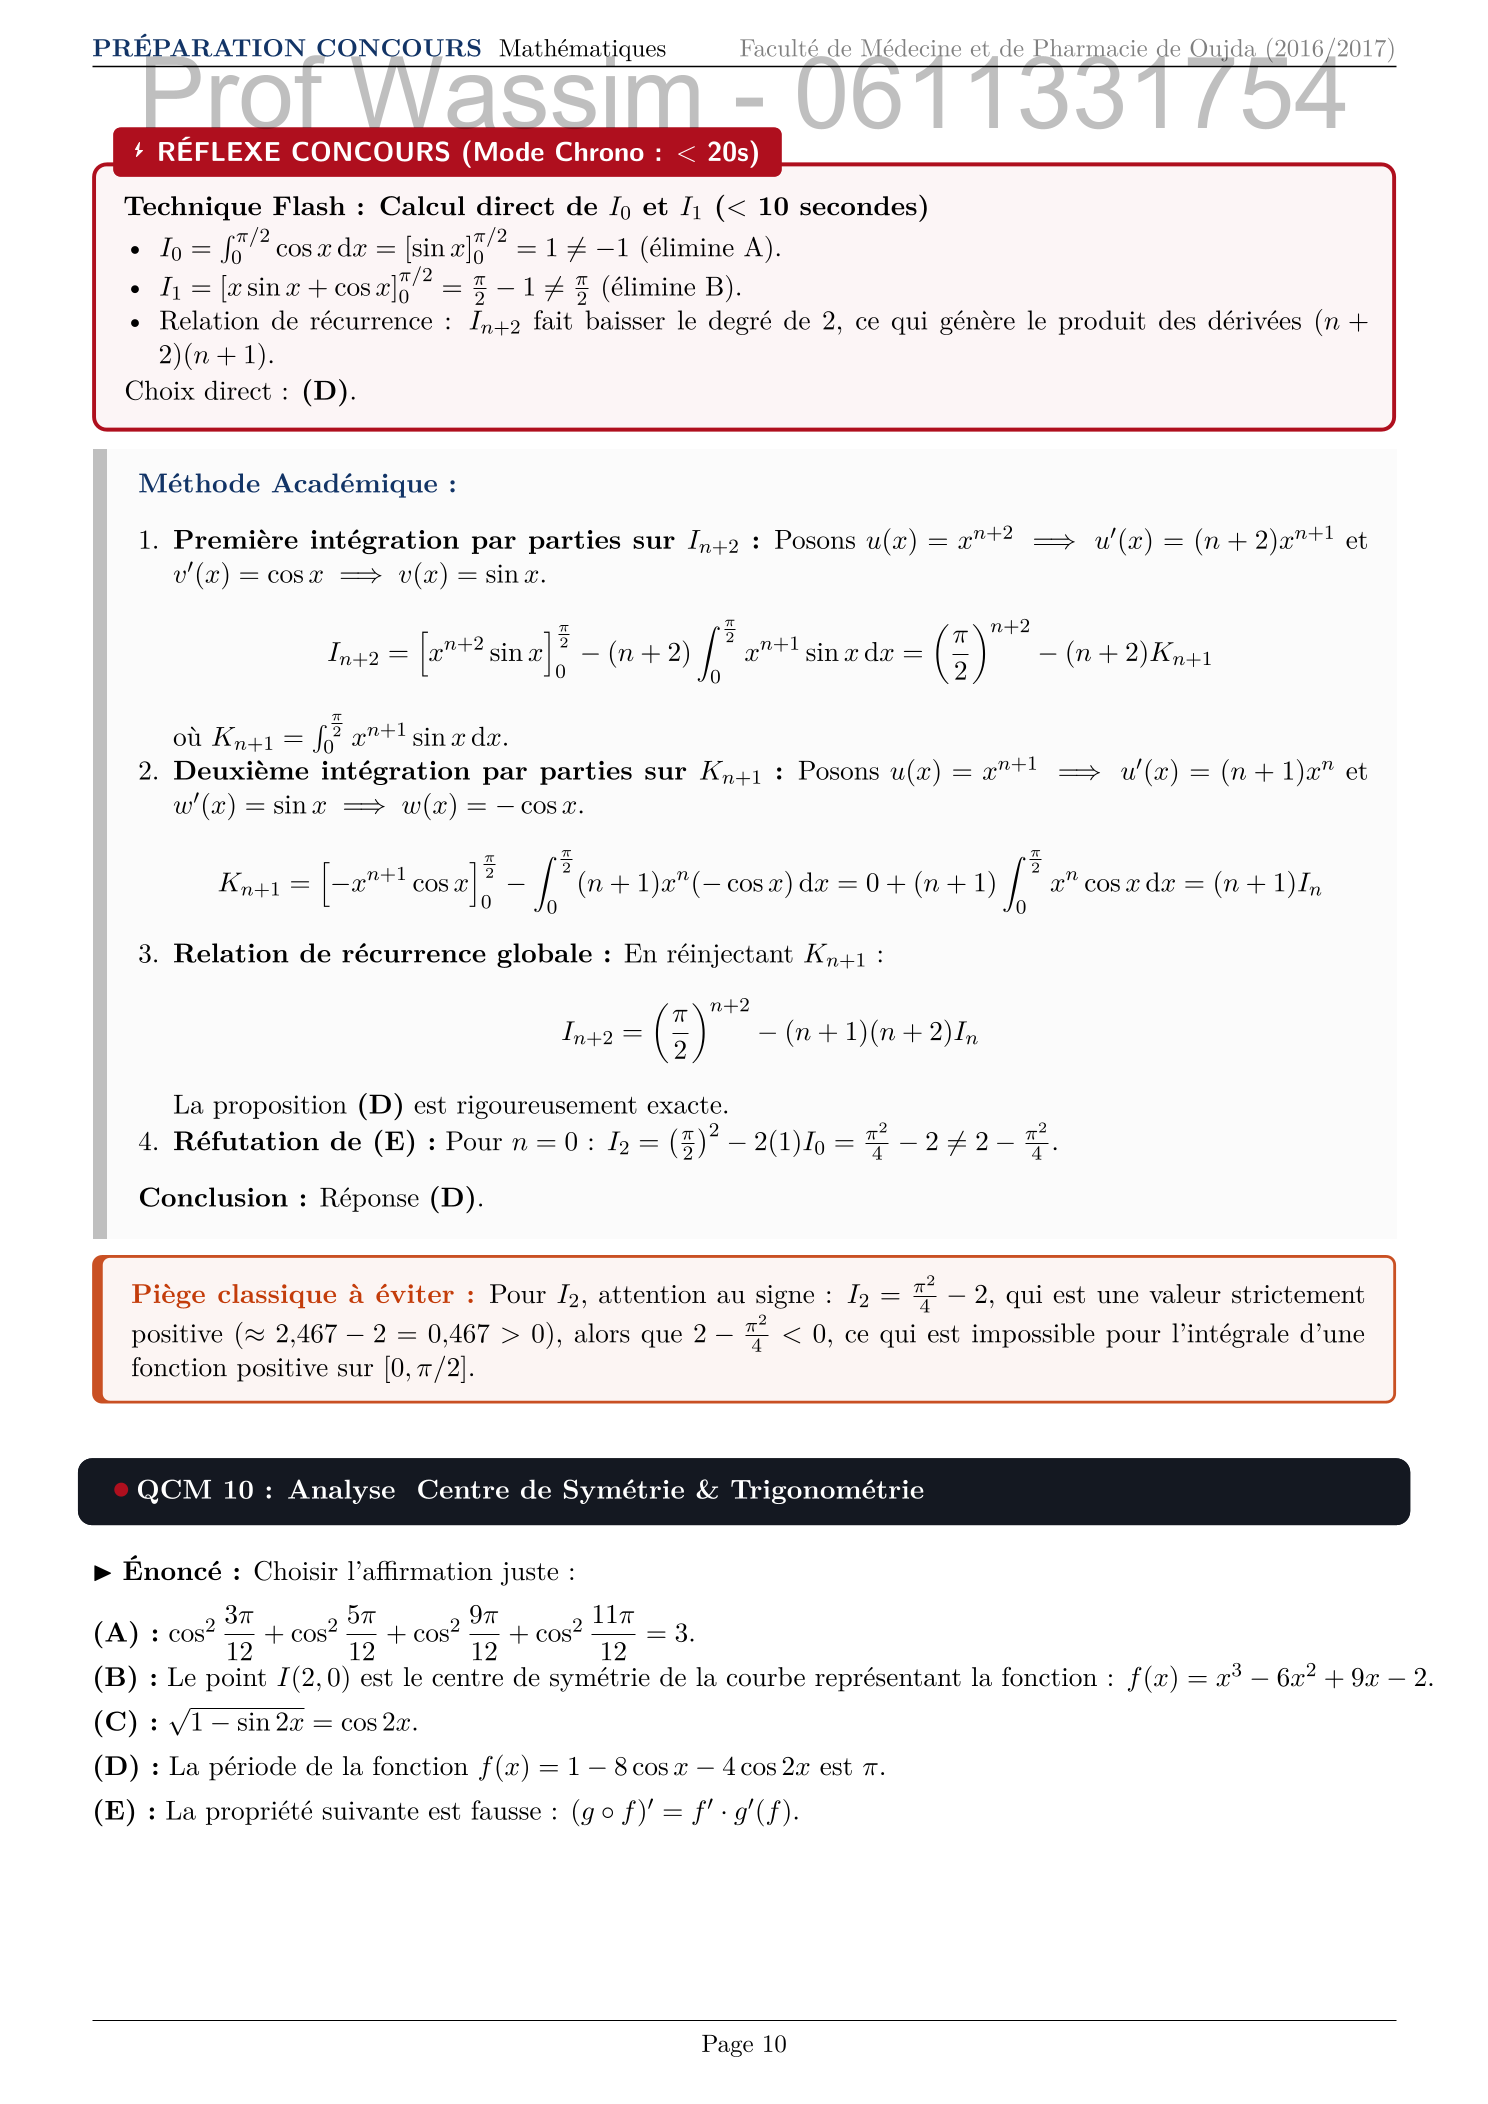 PRÉPARATION CONCOURS Mathématiques Faculté de Médecine et de Pharmacie de Oujda (2016/2017)
Prof Wassim - 0611331754
RÉFLEXE CONCOURS (Mode Chrono : < 20s)
Technique Flash : Calcul direct de I₀ et I₁ (< 10 secondes)
• I₀ = ∫₀^{π/2} cos x dx = [sin x]₀^{π/2} = 1 ≠ −1 (élimine A).
• I₁ = [x sin x + cos x]₀^{π/2} = π/2 − 1 ≠ π/2 (élimine B).
• Relation de récurrence : I_{n+2} fait baisser le degré de 2, ce qui génère le produit des dérivées (n +
2)(n + 1).
Choix direct : (D).
Méthode Académique :
1. Première intégration par parties sur I_{n+2} : Posons u(x) = x^{n+2} ⟹ u′(x) = (n + 2)x^{n+1} et
v′(x) = cos x ⟹ v(x) = sin x.
I_{n+2} = [x^{n+2} sin x]₀^{π/2} − (n + 2) ∫₀^{π/2} x^{n+1} sin x dx = (π/2)^{n+2} − (n + 2)K_{n+1}
où K_{n+1} = ∫₀^{π/2} x^{n+1} sin x dx.
2. Deuxième intégration par parties sur K_{n+1} : Posons u(x) = x^{n+1} ⟹ u′(x) = (n + 1)x^n et
w′(x) = sin x ⟹ w(x) = − cos x.
K_{n+1} = [−x^{n+1} cos x]₀^{π/2} − ∫₀^{π/2} (n + 1)x^n(− cos x) dx = 0 + (n + 1) ∫₀^{π/2} x^n cos x dx = (n + 1)I_n
3. Relation de récurrence globale : En réinjectant K_{n+1} :
I_{n+2} = (π/2)^{n+2} − (n + 1)(n + 2)I_n
La proposition (D) est rigoureusement exacte.
4. Réfutation de (E) : Pour n = 0 : I₂ = (π/2)² − 2(1)I₀ = π²/4 − 2 ≠ 2 − π²/4.
Conclusion : Réponse (D).
Piège classique à éviter : Pour I₂, attention au signe : I₂ = π²/4 − 2, qui est une valeur strictement
positive (≈ 2,467 − 2 = 0,467 > 0), alors que 2 − π²/4 < 0, ce qui est impossible pour l'intégrale d'une
fonction positive sur [0, π/2].
QCM 10 : Analyse Centre de Symétrie & Trigonométrie
▶ Énoncé : Choisir l'affirmation juste :
(A) : cos² 3π/12 + cos² 5π/12 + cos² 9π/12 + cos² 11π/12 = 3.
(B) : Le point I(2, 0) est le centre de symétrie de la courbe représentant la fonction : f(x) = x³ − 6x² + 9x − 2.
(C) : √(1 − sin 2x) = cos 2x.
(D) : La période de la fonction f(x) = 1 − 8 cos x − 4 cos 2x est π.
(E) : La propriété suivante est fausse : (g ∘ f)′ = f′ · g′(f).
Page 10